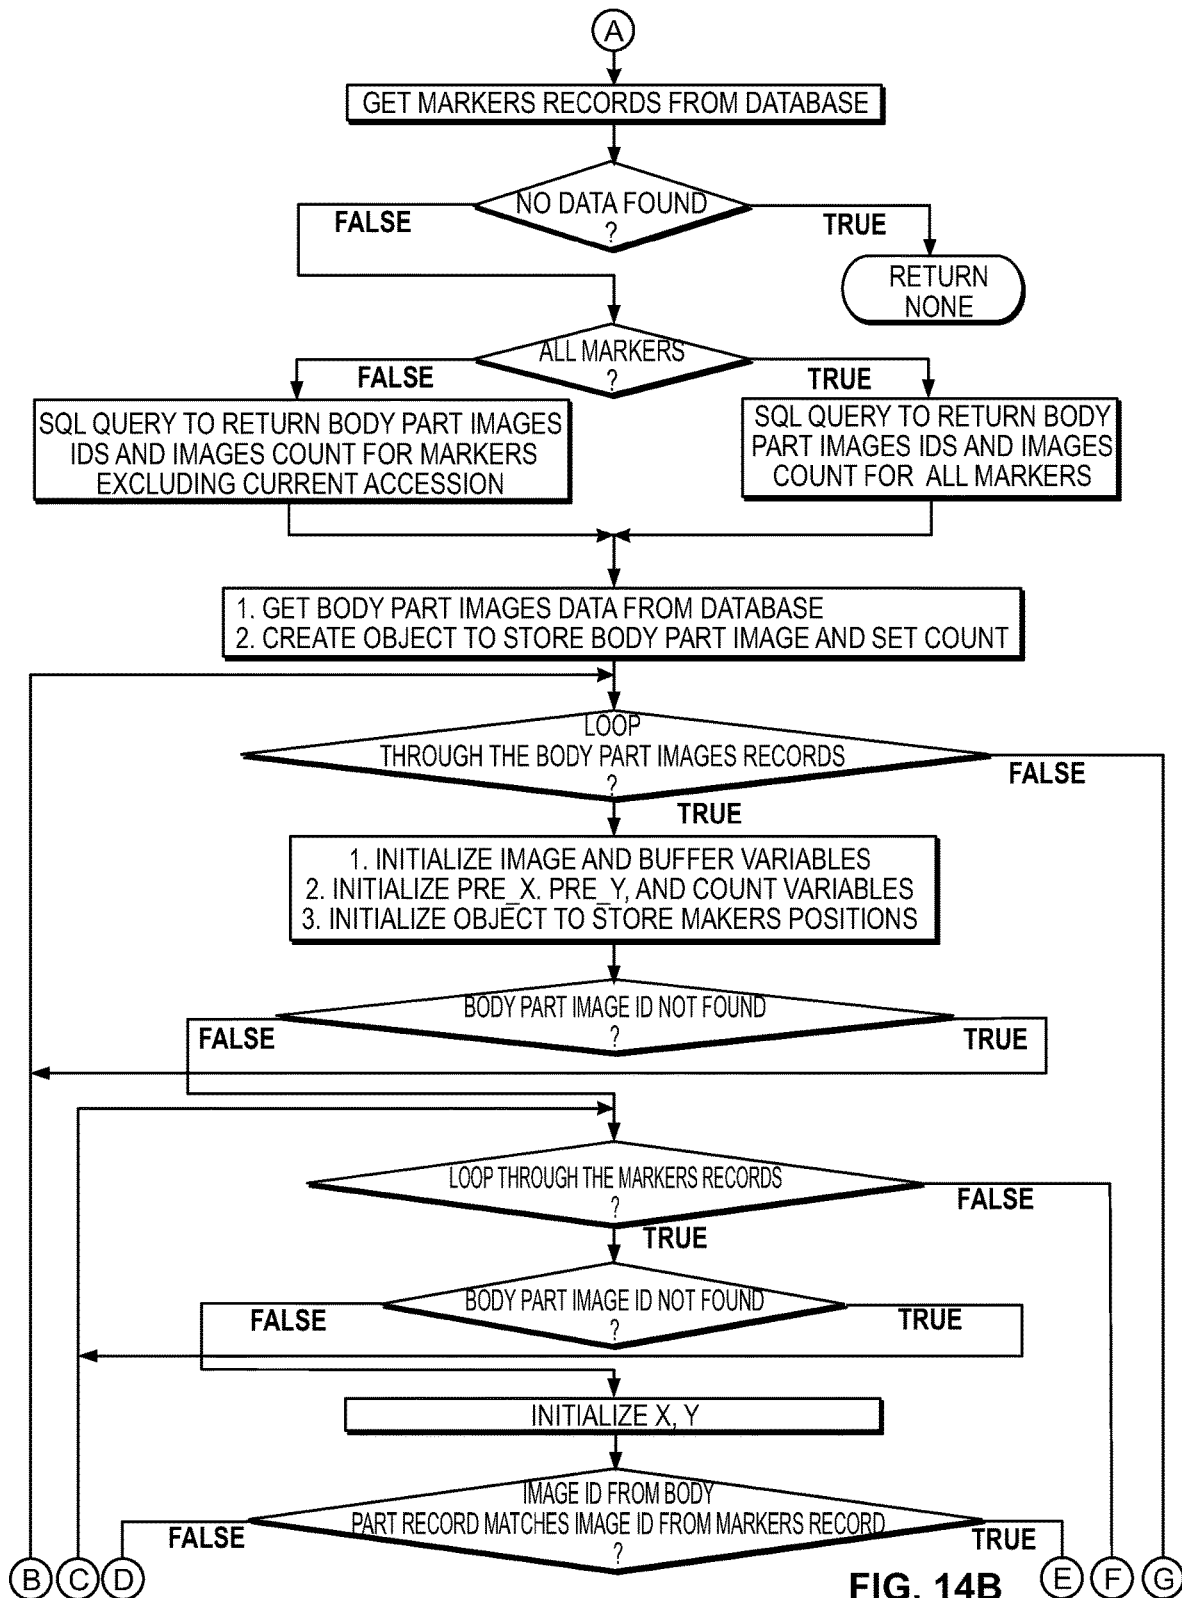 A
GET MARKERS RECORDS FROM DATABASE
NO DATA FOUND
?
FALSE
TRUE
RETURN
NONE
ALL MARKERS
?
FALSE
TRUE
SQL QUERY TO RETURN BODY PART IMAGES
IDS AND IMAGES COUNT FOR MARKERS
EXCLUDING CURRENT ACCESSION
SQL QUERY TO RETURN BODY
PART IMAGES IDS AND IMAGES
COUNT FOR ALL MARKERS
1. GET BODY PART IMAGES DATA FROM DATABASE
2. CREATE OBJECT TO STORE BODY PART IMAGE AND SET COUNT
LOOP
THROUGH THE BODY PART IMAGES RECORDS
?
FALSE
TRUE
1. INITIALIZE IMAGE AND BUFFER VARIABLES
2. INITIALIZE PRE_X. PRE_Y, AND COUNT VARIABLES
3. INITIALIZE OBJECT TO STORE MAKERS POSITIONS
BODY PART IMAGE ID NOT FOUND
?
FALSE
TRUE
LOOP THROUGH THE MARKERS RECORDS
?
FALSE
TRUE
BODY PART IMAGE ID NOT FOUND
?
FALSE
TRUE
INITIALIZE X, Y
IMAGE ID FROM BODY
PART RECORD MATCHES IMAGE ID FROM MARKERS RECORD
?
FALSE
TRUE
B C D
FIG. 14B
E F G